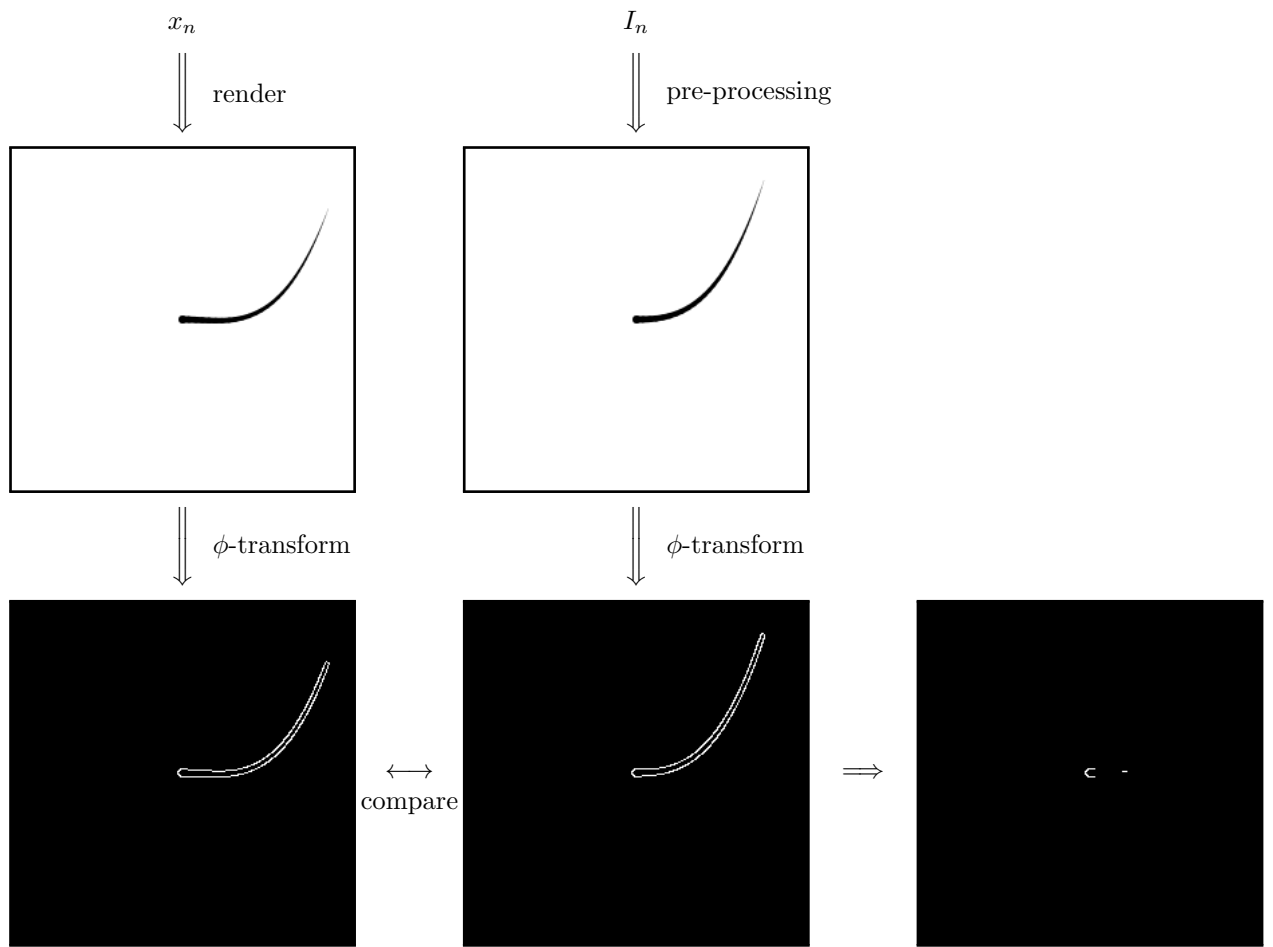 x_n
I_n
render
pre-processing
ϕ-transform
ϕ-transform
compare